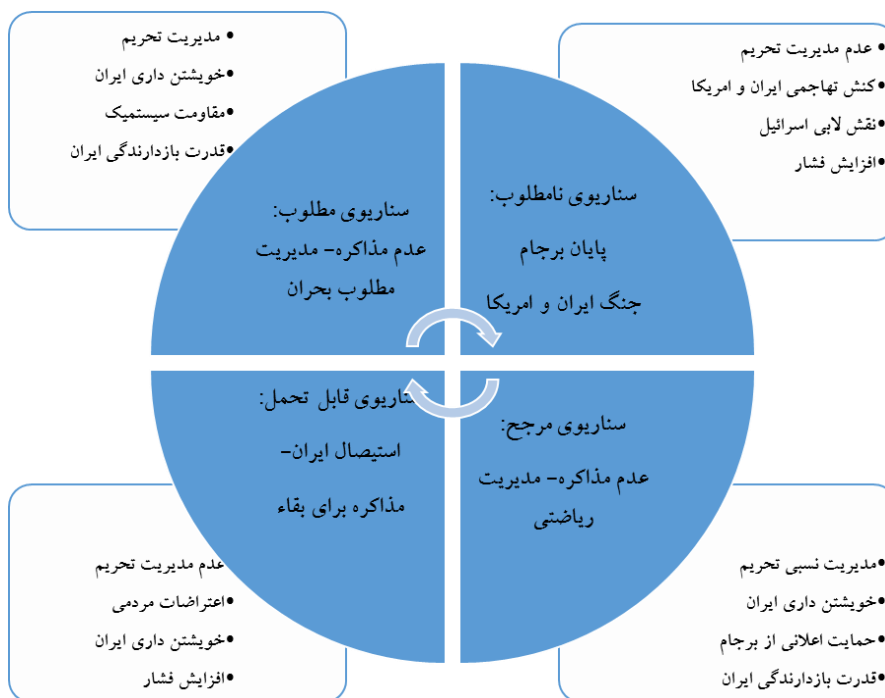 • عدم مدیریت تحریم
•کنش تهاجمی ایران و امریکا
•نقش لابی اسرائیل
•افزایش فشار
سناریوی نامطلوب:
پایان برجام
جنگ ایران و امریکا
• مدیریت تحریم
•خویشتن داری ایران
•مقاومت سیستمیک
•قدرت بازدارندگی ایران
سناریوی مطلوب:
عدم مذاکره- مدیریت
مطلوب بحران
سناریوی مرجح:
عدم مذاکره- مدیریت
ریاضتی
•مدیریت نسبی تحریم
•خویشتن داری ایران
•حمایت اعلانی از برجام
•قدرت بازدارندگی ایران
سناریوی قابل تحمل:
استیصال ایران-
مذاکره برای بقاء
عدم مدیریت تحریم
•اعتراضات مردمی
•خویشتن داری ایران
•افزایش فشار